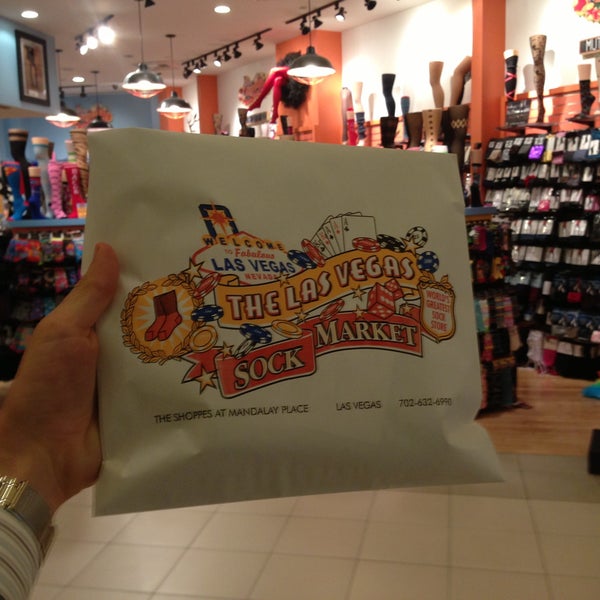 WELCOME
TO Fabulous
LAS VEGAS
NEVADA
THE LAS VEGAS
SOCK MARKET
WORLD'S
GREATEST
SOCK
STORE
THE SHOPPES AT MANDALAY PLACE LAS VEGAS 702-632-6990